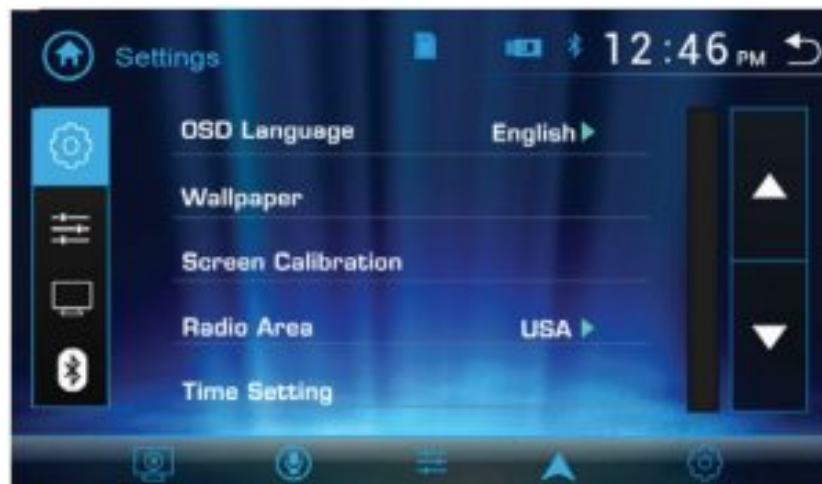 Settings 12:46 PM
OSD Language English
Wallpaper
Screen Calibration
Radio Area USA
Time Setting